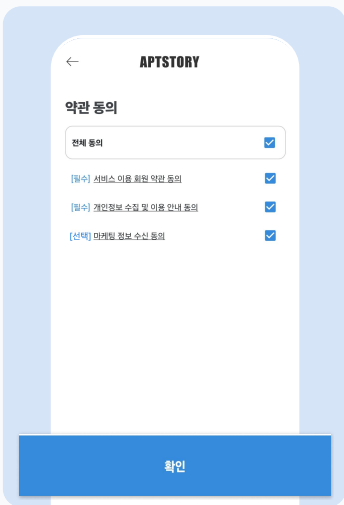 APTSTORY
약관 동의
전체 동의
[필수] 서비스 이용 회원 약관 동의
[필수] 개인정보 수집 및 이용 안내 동의
[선택] 마케팅 정보 수신 동의
확인